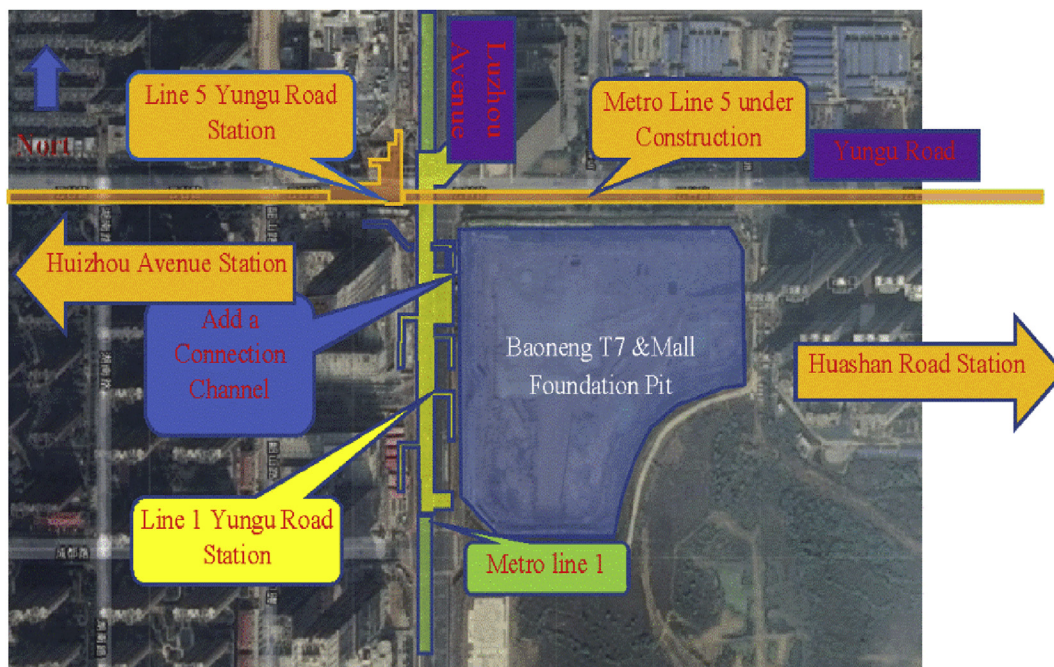 Luzhou
Avenue
Line 5 Yungu Road
Station
Metro Line 5 under
Construction
Nort
Yungu Road
Huizhou Avenue Station
Add a
Connection
Channel
Baoneng T7 &Mall
Foundation Pit
Huashan Road Station
Line 1 Yungu Road
Station
Metro line 1